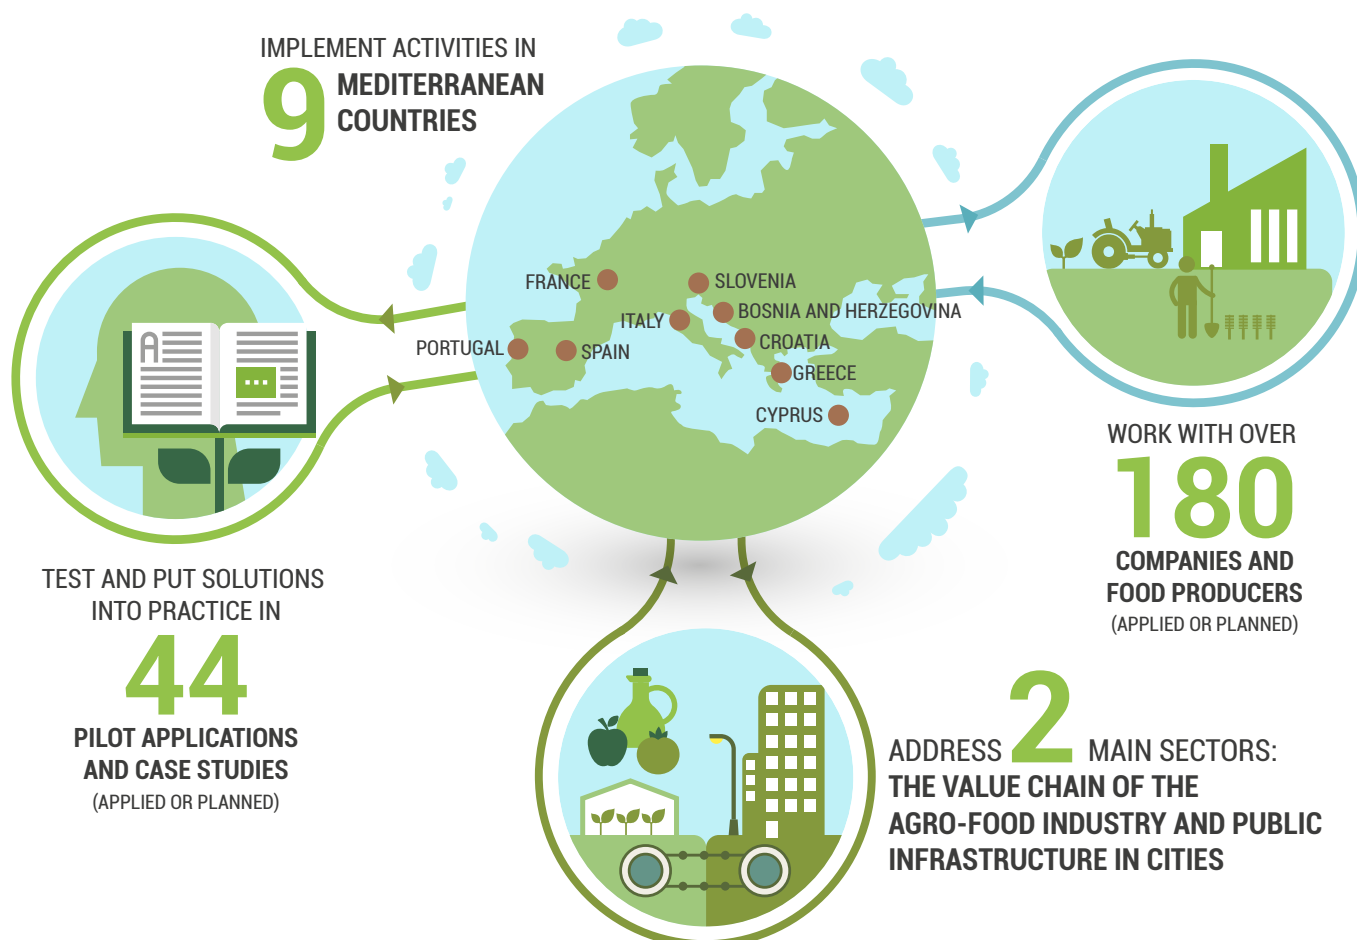 IMPLEMENT ACTIVITIES IN
9 MEDITERRANEAN
COUNTRIES
FRANCE
SLOVENIA
ITALY
BOSNIA AND HERZEGOVINA
PORTUGAL
SPAIN
CROATIA
GREECE
CYPRUS
A
WORK WITH OVER
180
COMPANIES AND
FOOD PRODUCERS
(APPLIED OR PLANNED)
TEST AND PUT SOLUTIONS
INTO PRACTICE IN
44
PILOT APPLICATIONS
AND CASE STUDIES
(APPLIED OR PLANNED)
ADDRESS 2 MAIN SECTORS:
THE VALUE CHAIN OF THE
AGRO-FOOD INDUSTRY AND PUBLIC
INFRASTRUCTURE IN CITIES